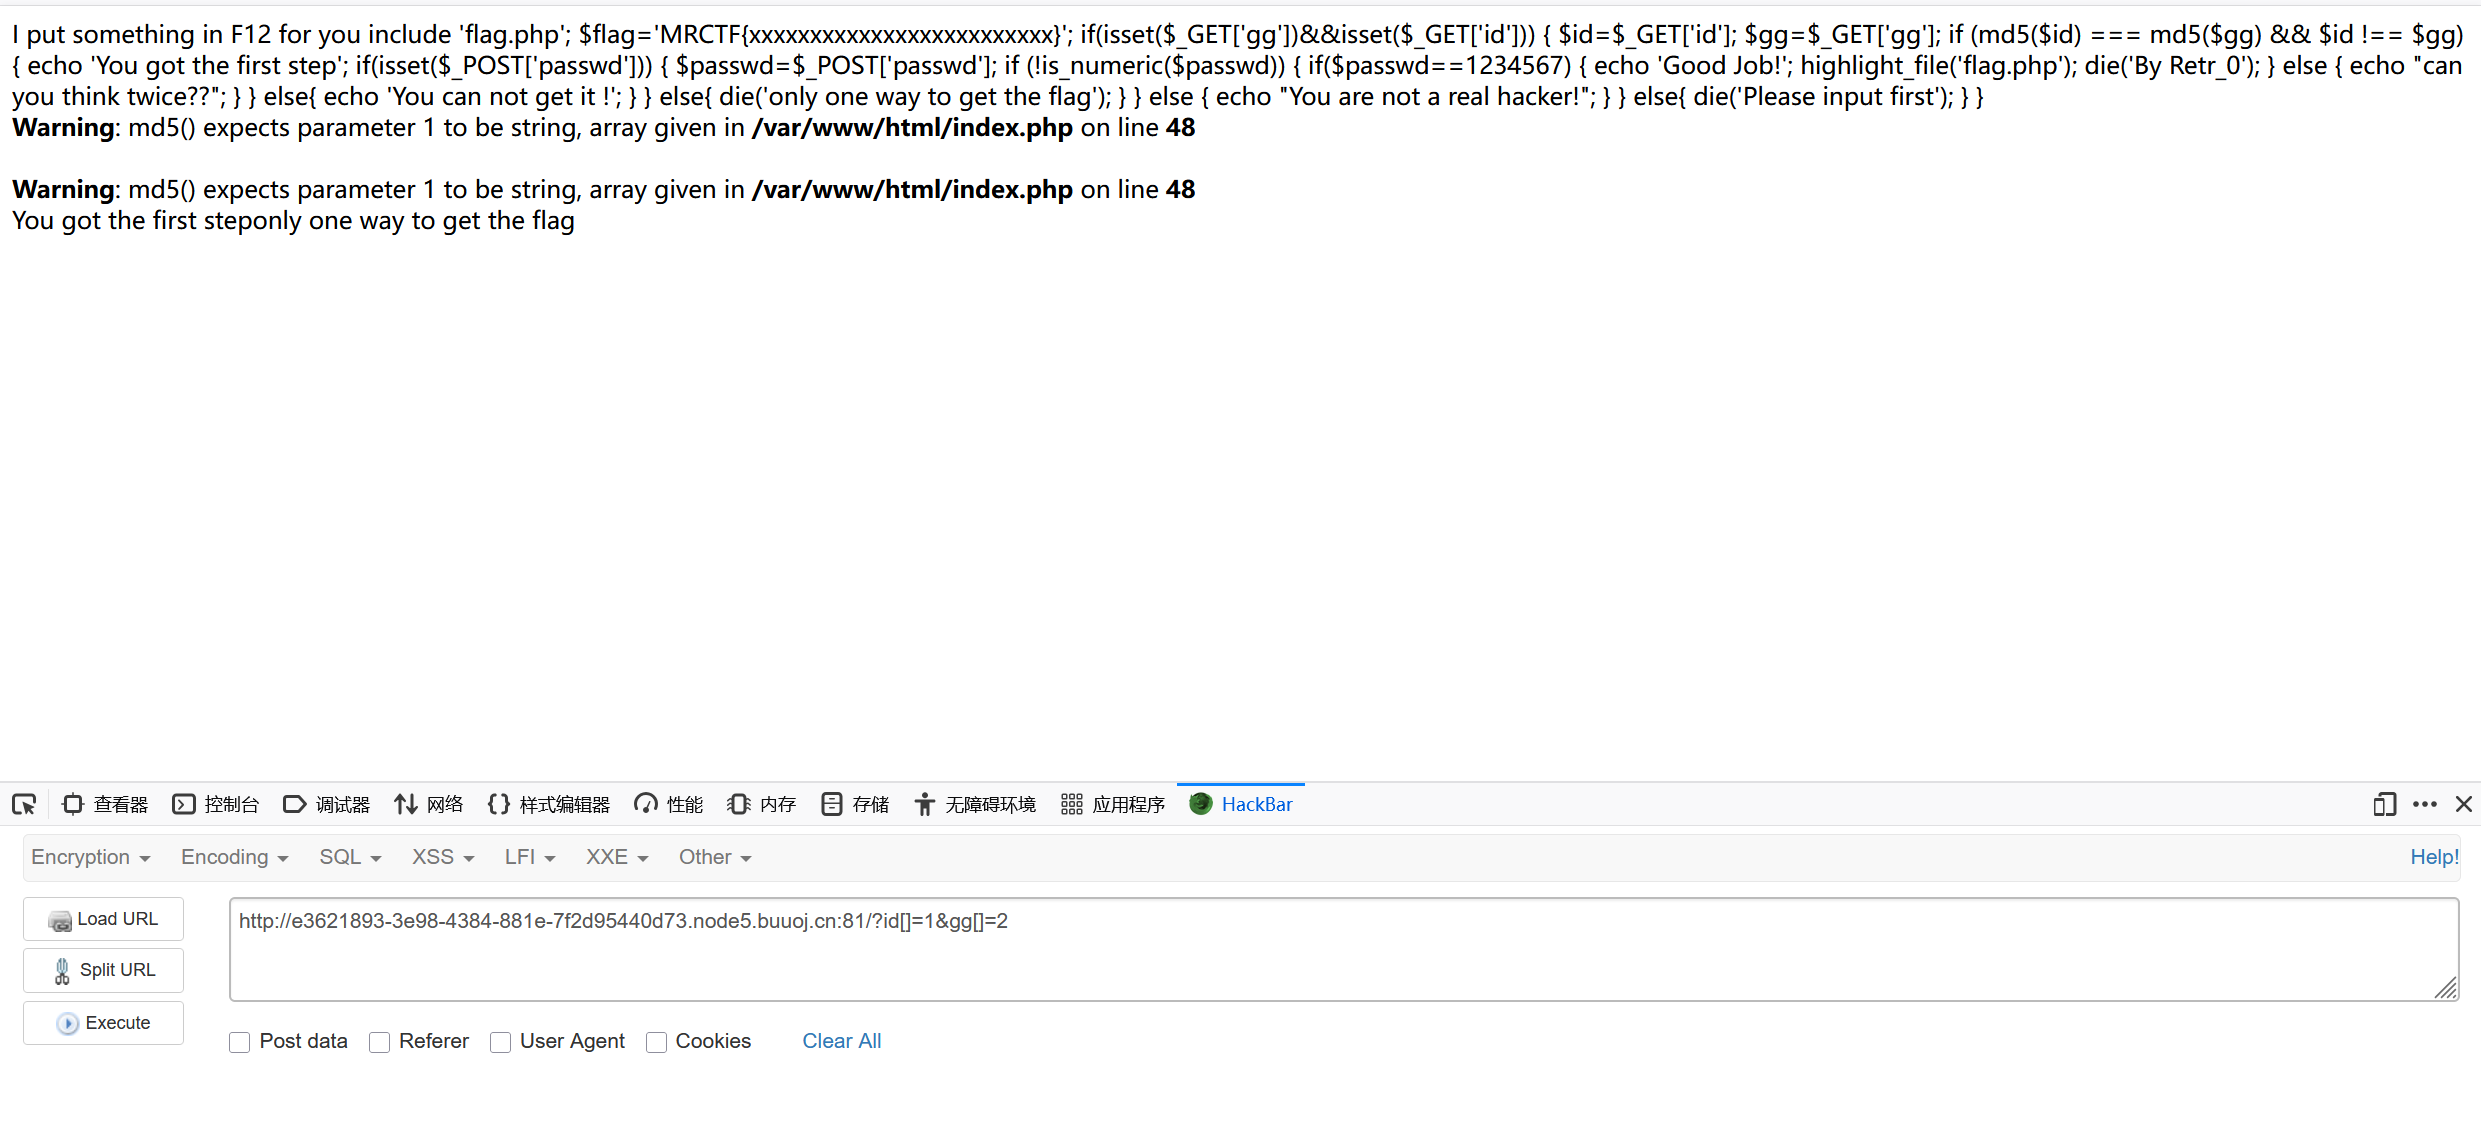 I put something in F12 for you include 'flag.php'; $flag='MRCTF{xxxxxxxxxxxxxxxxxxxxxxxxx}'; if(isset($_GET['gg'])&&isset($_GET['id'])) { $id=$_GET['id']; $gg=$_GET['gg']; if (md5($id) === md5($gg) && $id !== $gg)
{ echo 'You got the first step'; if(isset($_POST['passwd'])) { $passwd=$_POST['passwd']; if (!is_numeric($passwd)) { if($passwd==1234567) { echo 'Good Job!'; highlight_file('flag.php'); die('By Retr_0'); } else { echo "can
you think twice??"; } } else{ echo 'You can not get it !'; } } else{ die('only one way to get the flag'); } } else { echo "You are not a real hacker!"; } } else{ die('Please input first'); } }
Warning: md5() expects parameter 1 to be string, array given in /var/www/html/index.php on line 48
Warning: md5() expects parameter 1 to be string, array given in /var/www/html/index.php on line 48
You got the first steponly one way to get the flag
查看器 控制台 调试器 网络 样式编辑器 性能 内存 存储 无障碍环境 应用程序 HackBar
Encryption Encoding SQL XSS LFI XXE Other Help!
Load URL
http://e3621893-3e98-4384-881e-7f2d95440d73.node5.buuoj.cn:81/?id[]=1&gg[]=2
Split URL
Execute
Post data Referer User Agent Cookies Clear All